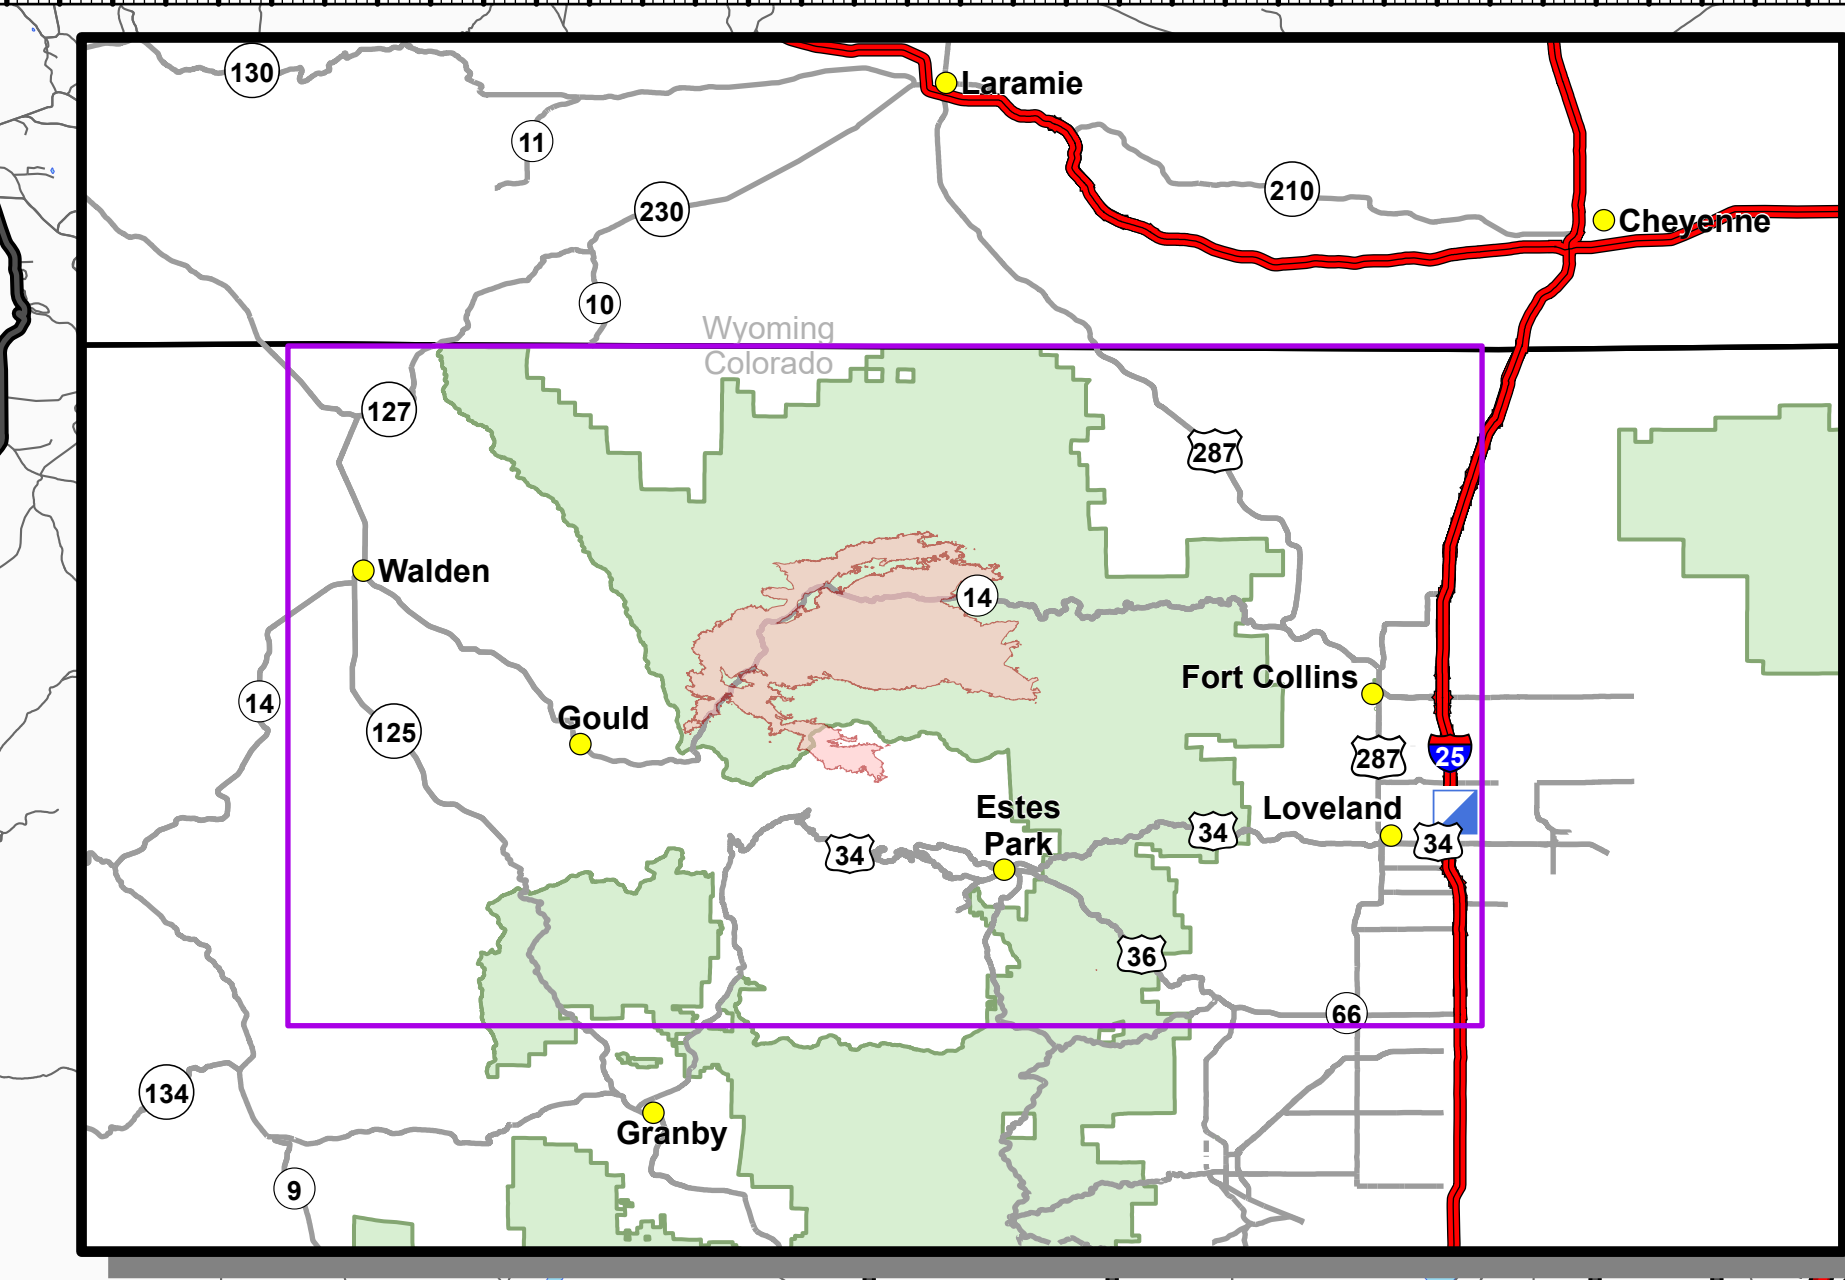 130
Laramie
11
210
230
Cheyenne
10
Wyoming
Colorado
127
287
Walden
14
Fort Collins
14
Gould
125
287
25
Estes
Park
Loveland
34
34
34
36
66
134
Granby
9